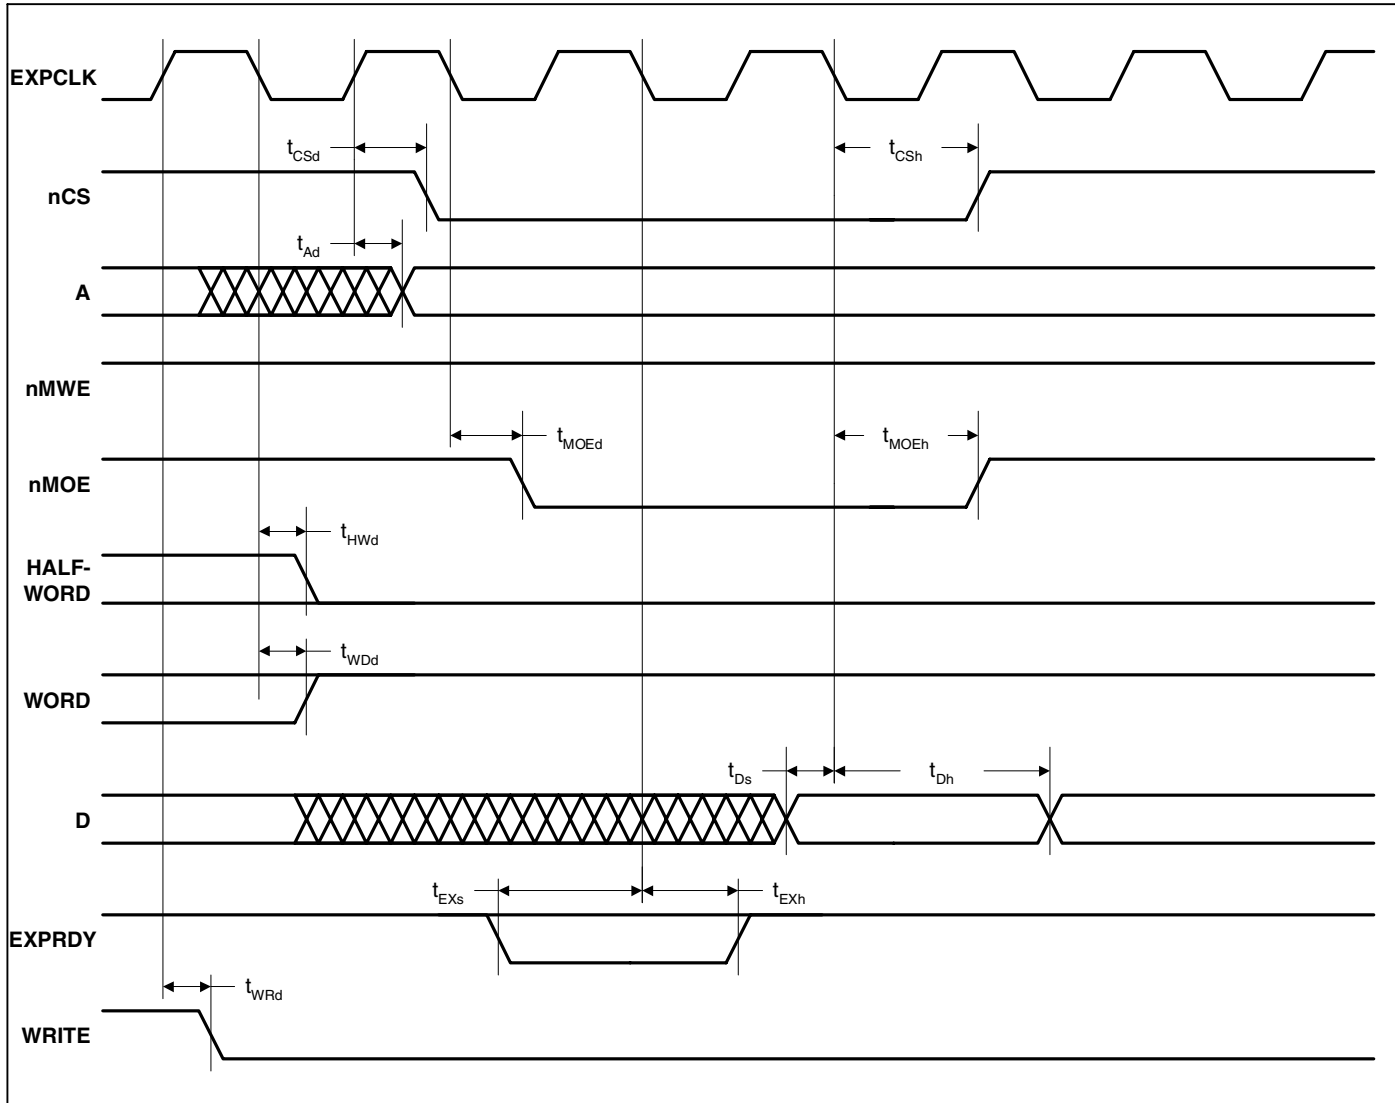 EXPCLK
tCSd
tCSh
nCS
tAd
A
nMWE
tMOEd
tMOEh
nMOE
tHWd
HALF-
WORD
tWDd
WORD
tDs
tDh
D
tEXs
tEXh
EXPRDY
tWRd
WRITE